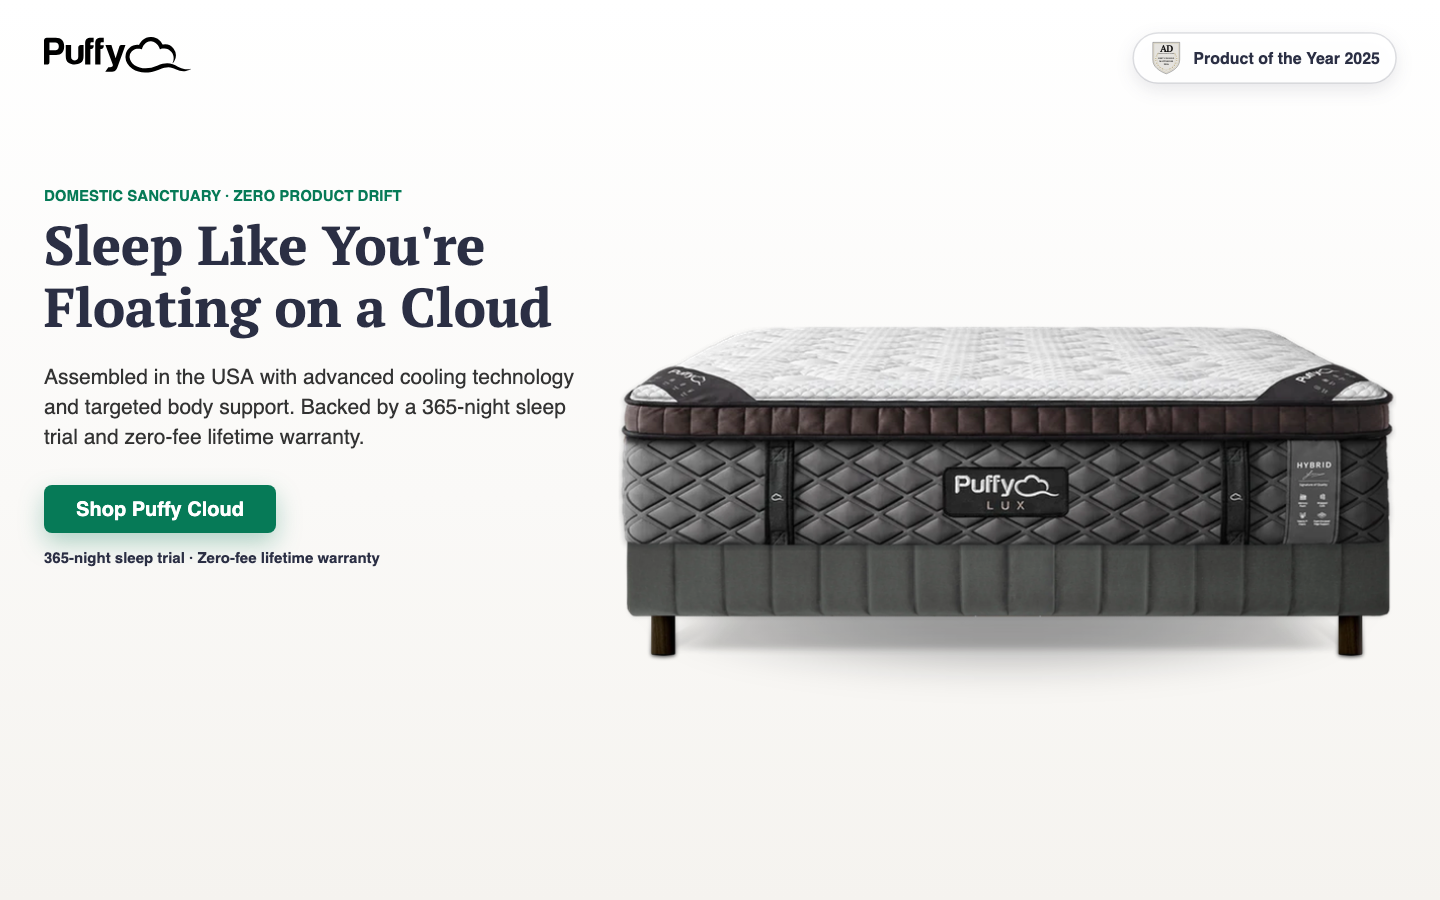 Puffy
AD
Product of the Year 2025
DOMESTIC SANCTUARY · ZERO PRODUCT DRIFT
Sleep Like You're
Floating on a Cloud
Assembled in the USA with advanced cooling technology
and targeted body support. Backed by a 365-night sleep
trial and zero-fee lifetime warranty.
Shop Puffy Cloud
365-night sleep trial · Zero-fee lifetime warranty
Puffy
Puffy
HYBRID
Puffy
LUX